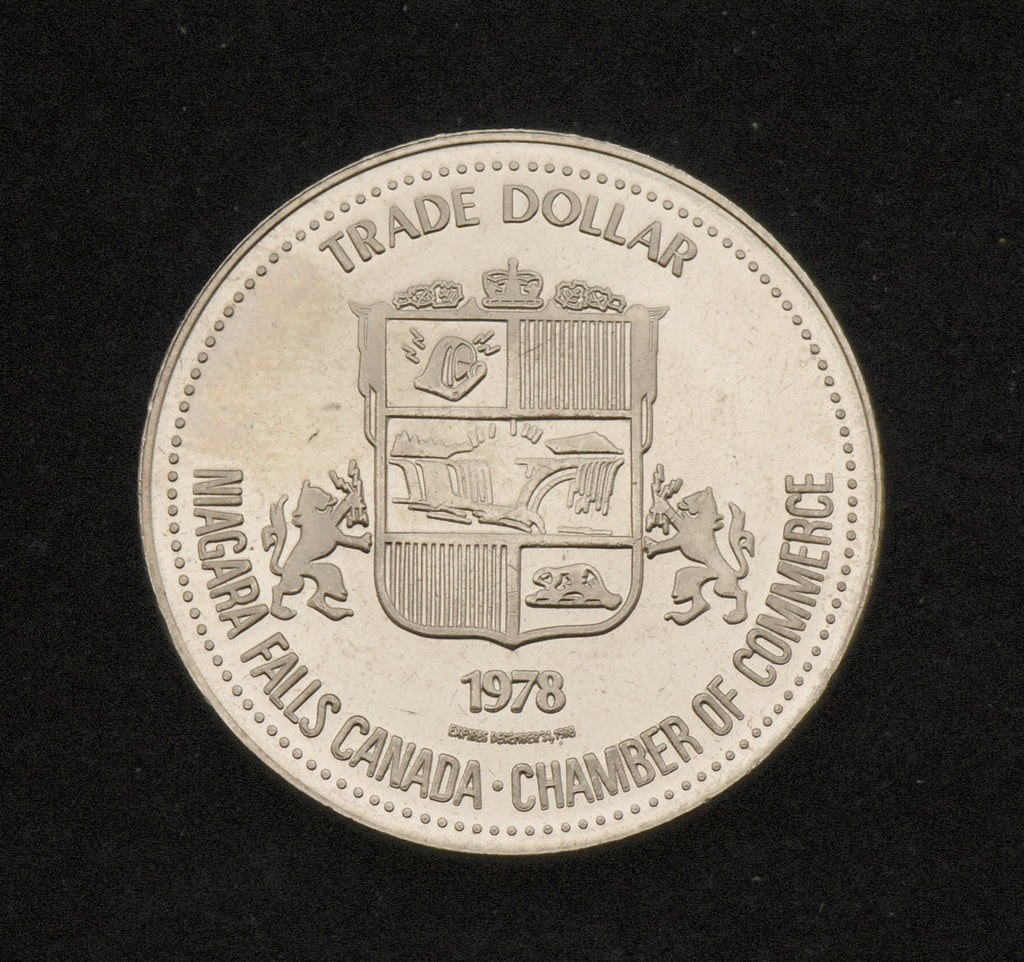 TRADE DOLLAR
1978
EXPIRES DECEMBER 31, 1978
NIAGARA FALLS CANADA · CHAMBER OF COMMERCE